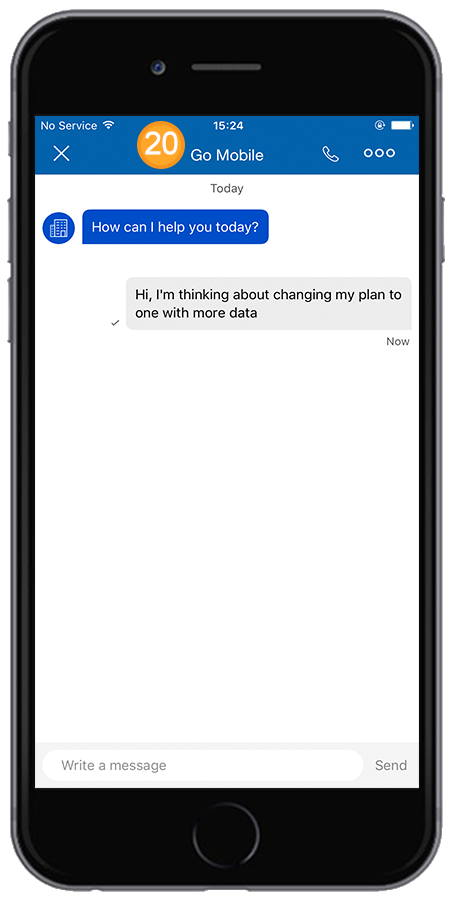 No Service 15:24
20 Go Mobile
Today
How can I help you today?
Hi, I'm thinking about changing my plan to
one with more data
Now
Write a message Send